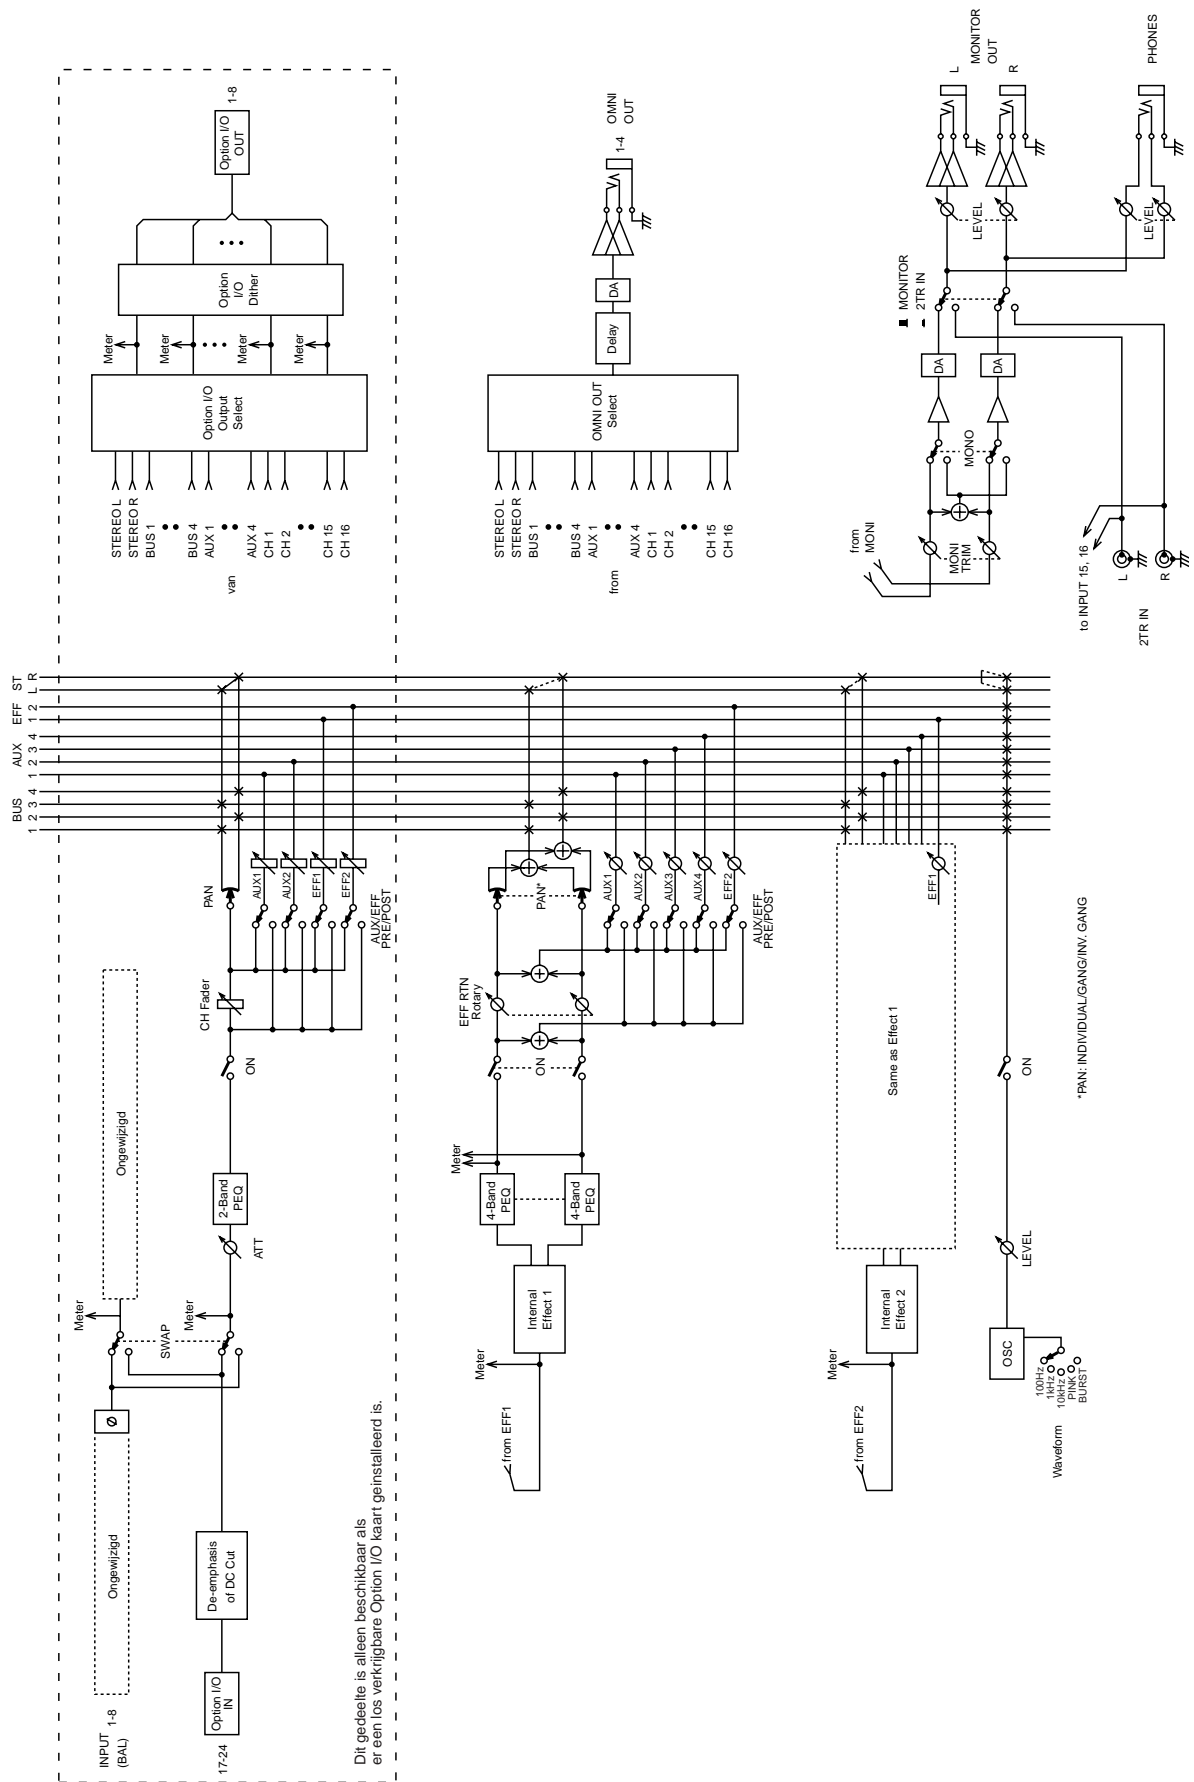 INPUT 1-8
(BAL)
Ongewijzigd
Ø
Meter
SWAP
Meter
Ongewijzigd
17-24
Option I/O
IN
De-emphasis
of DC Cut
ATT
2-Band
PEQ
ON
CH Fader
PAN
AUX1
AUX2
EFF1
EFF2
AUX/EFF
PRE/POST
Dit gedeelte is alleen beschikbaar als
er een los verkrijgbare Option I/O kaart geinstalleerd is.
BUS
AUX
EFF
ST
1
2
3
4
1
2
3
4
1
2
L
R
van
STEREO L
STEREO R
BUS 1
BUS 4
AUX 1
AUX 4
CH 1
CH 2
CH 15
CH 16
Option I/O
Output
Select
Meter
Meter
Meter
Meter
Option
I/O
Dither
Option I/O
OUT
1-8
from EFF1
Meter
Internal
Effect 1
4-Band
PEQ
4-Band
PEQ
Meter
ON
EFF RTN
Rotary
PAN*
AUX1
AUX2
AUX3
AUX4
EFF2
AUX/EFF
PRE/POST
from
STEREO L
STEREO R
BUS 1
BUS 4
AUX 1
AUX 4
CH 1
CH 2
CH 15
CH 16
OMNI OUT
Select
Delay
DA
1-4
OMNI
OUT
from EFF2
Meter
Internal
Effect 2
Same as Effect 1
EFF1
Waveform
100Hz
1kHz
10kHz
PINK
BURST
OSC
LEVEL
ON
*PAN: INDIVIDUAL/GANG/INV. GANG
from
MONI
MONI
TRIM
MONO
DA
DA
MONITOR
2TR IN
LEVEL
L
MONITOR
OUT
R
2TR IN
L
R
to INPUT 15, 16
LEVEL
PHONES